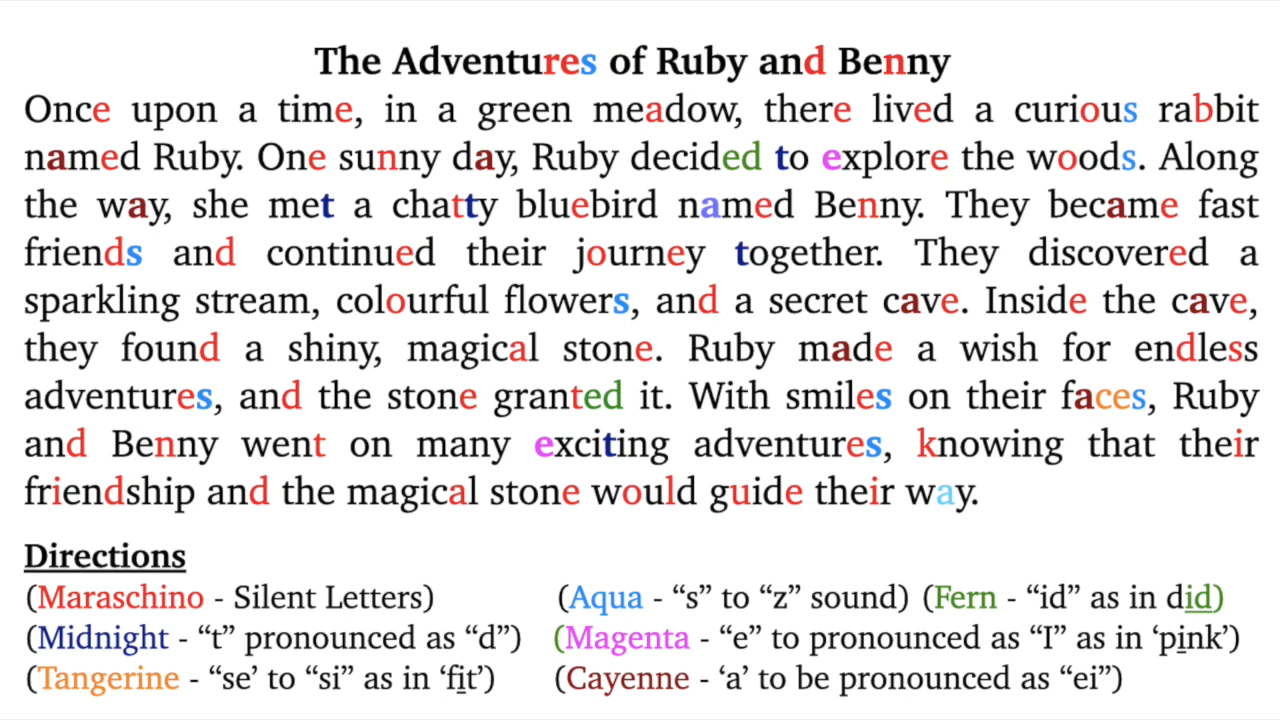 The Adventures of Ruby and Benny
Once upon a time, in a green meadow, there lived a curious rabbit
named Ruby. One sunny day, Ruby decided to explore the woods. Along
the way, she met a chatty bluebird named Benny. They became fast
friends and continued their journey together. They discovered a
sparkling stream, colourful flowers, and a secret cave. Inside the cave,
they found a shiny, magical stone. Ruby made a wish for endless
adventures, and the stone granted it. With smiles on their faces, Ruby
and Benny went on many exciting adventures, knowing that their
friendship and the magical stone would guide their way.
Directions
(Maraschino - Silent Letters) (Aqua - “s” to “z” sound) (Fern - “id” as in did)
(Midnight - “t” pronounced as “d”) (Magenta - “e” to pronounced as “I” as in ‘pink’)
(Tangerine - “se’ to “si” as in ‘fit’) (Cayenne - ‘a’ to be pronounced as “ei”)